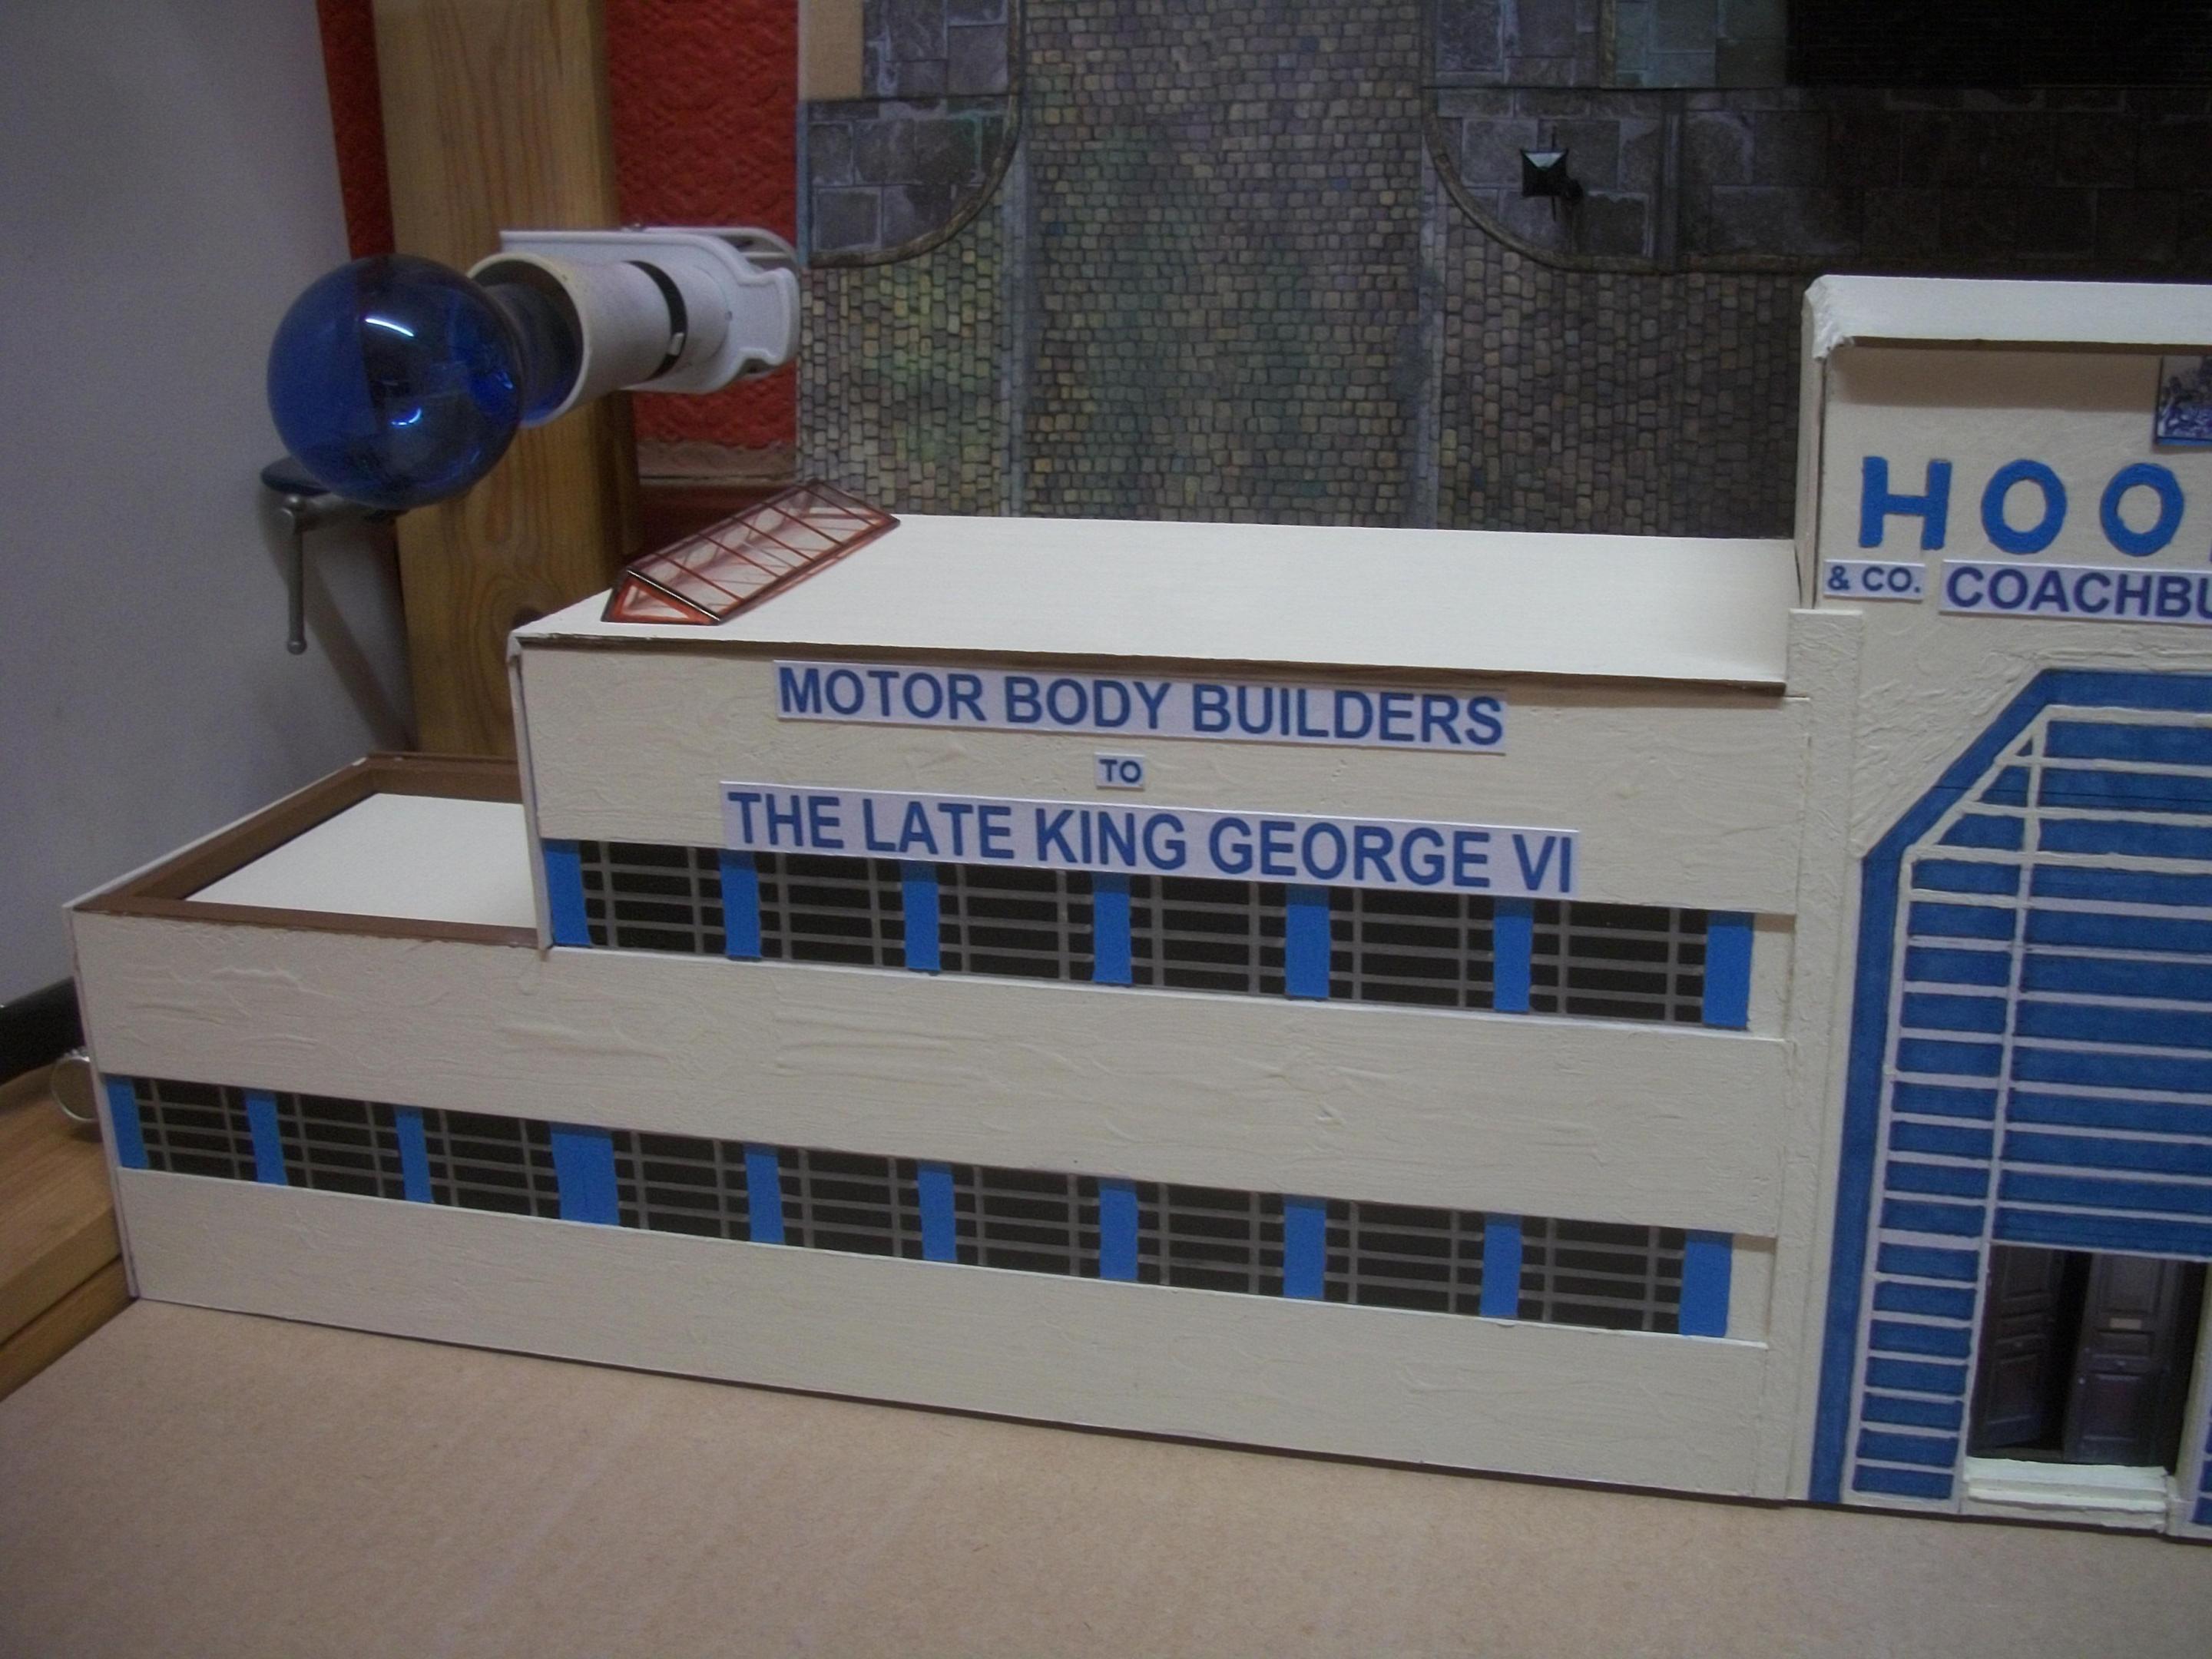 HOO
& CO. COACHBU
MOTOR BODY BUILDERS
TO
THE LATE KING GEORGE VI